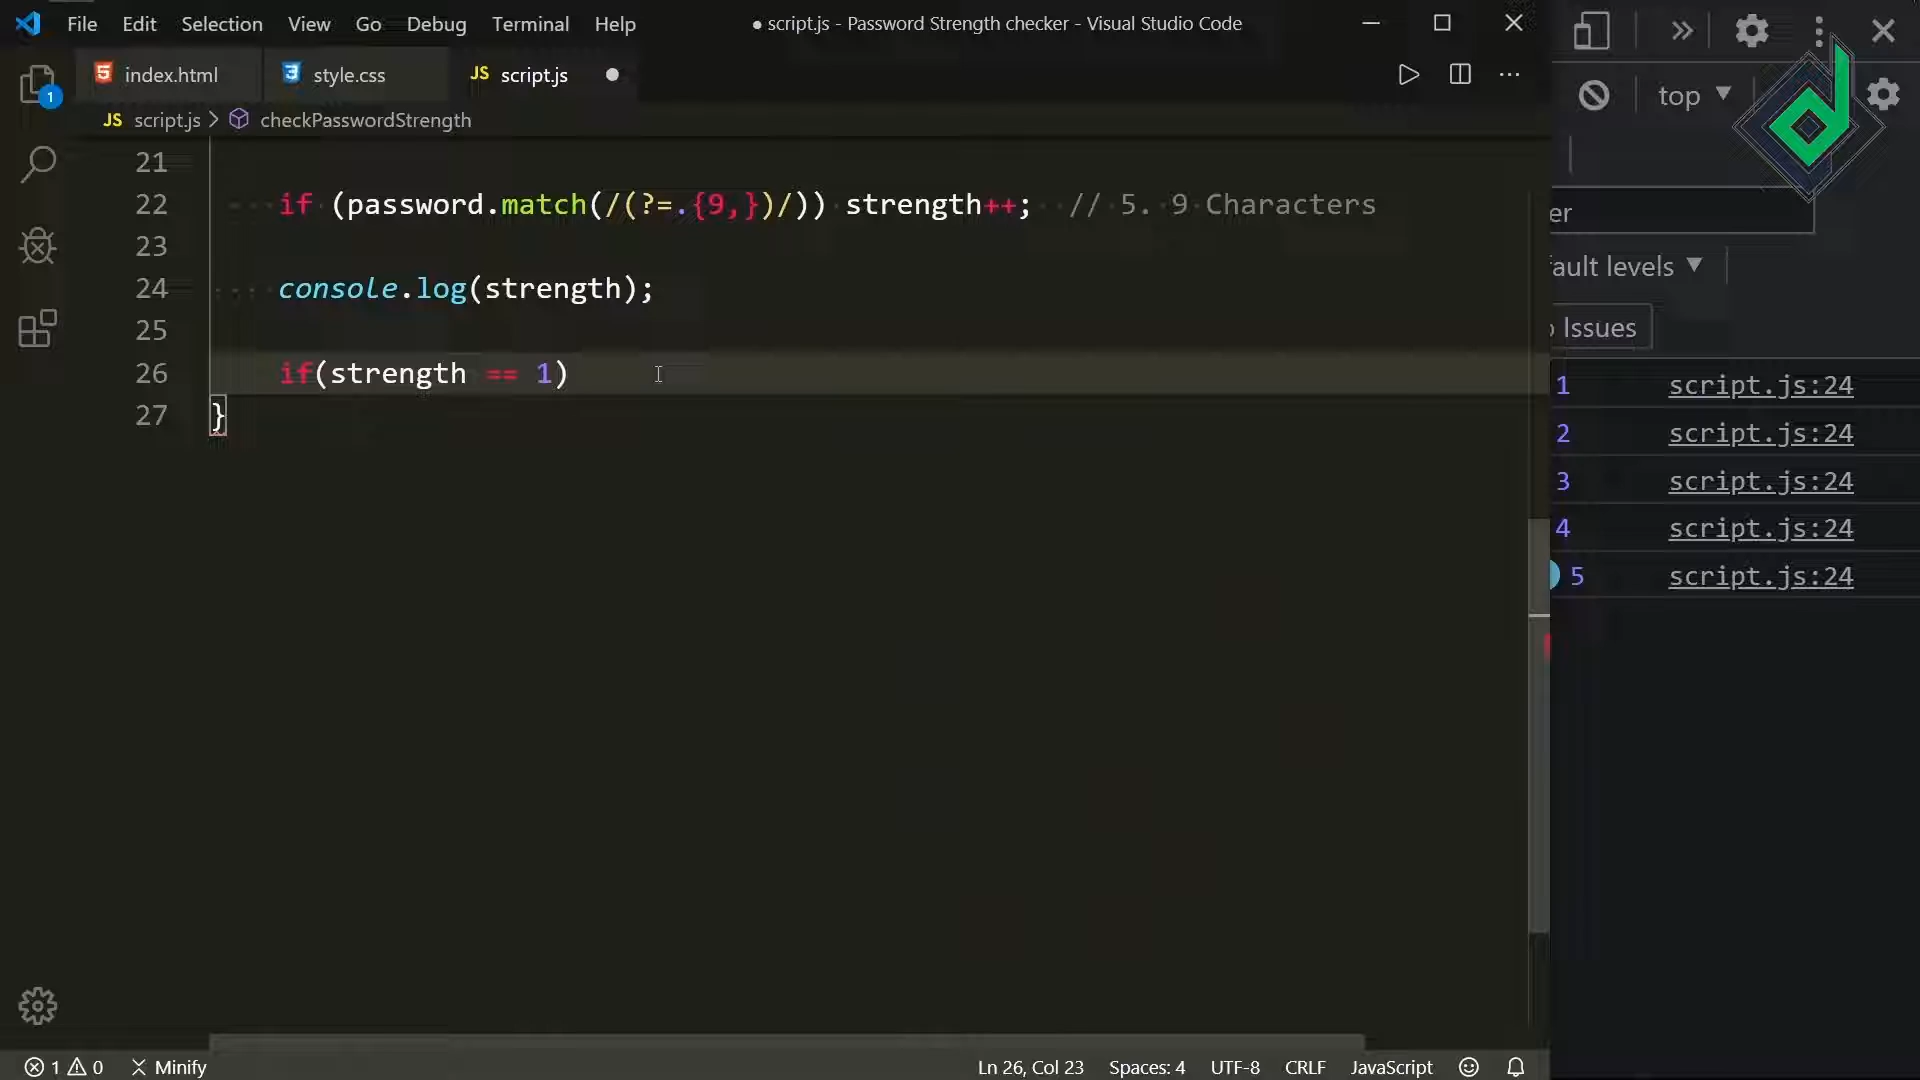 File Edit Selection View Go Debug Terminal Help
● script.js - Password Strength checker - Visual Studio Code
index.html style.css JS script.js
JS script.js > checkPasswordStrength
21
22 if (password.match(/(?=.{9,})/)) strength++; // 5. 9 Characters
23
24 console.log(strength);
25
26 if(strength == 1)
27 }
top
er
fault levels
Issues
1 script.js:24
2 script.js:24
3 script.js:24
4 script.js:24
5 script.js:24
1
1 0 Minify
Ln 26, Col 23 Spaces: 4 UTF-8 CRLF JavaScript